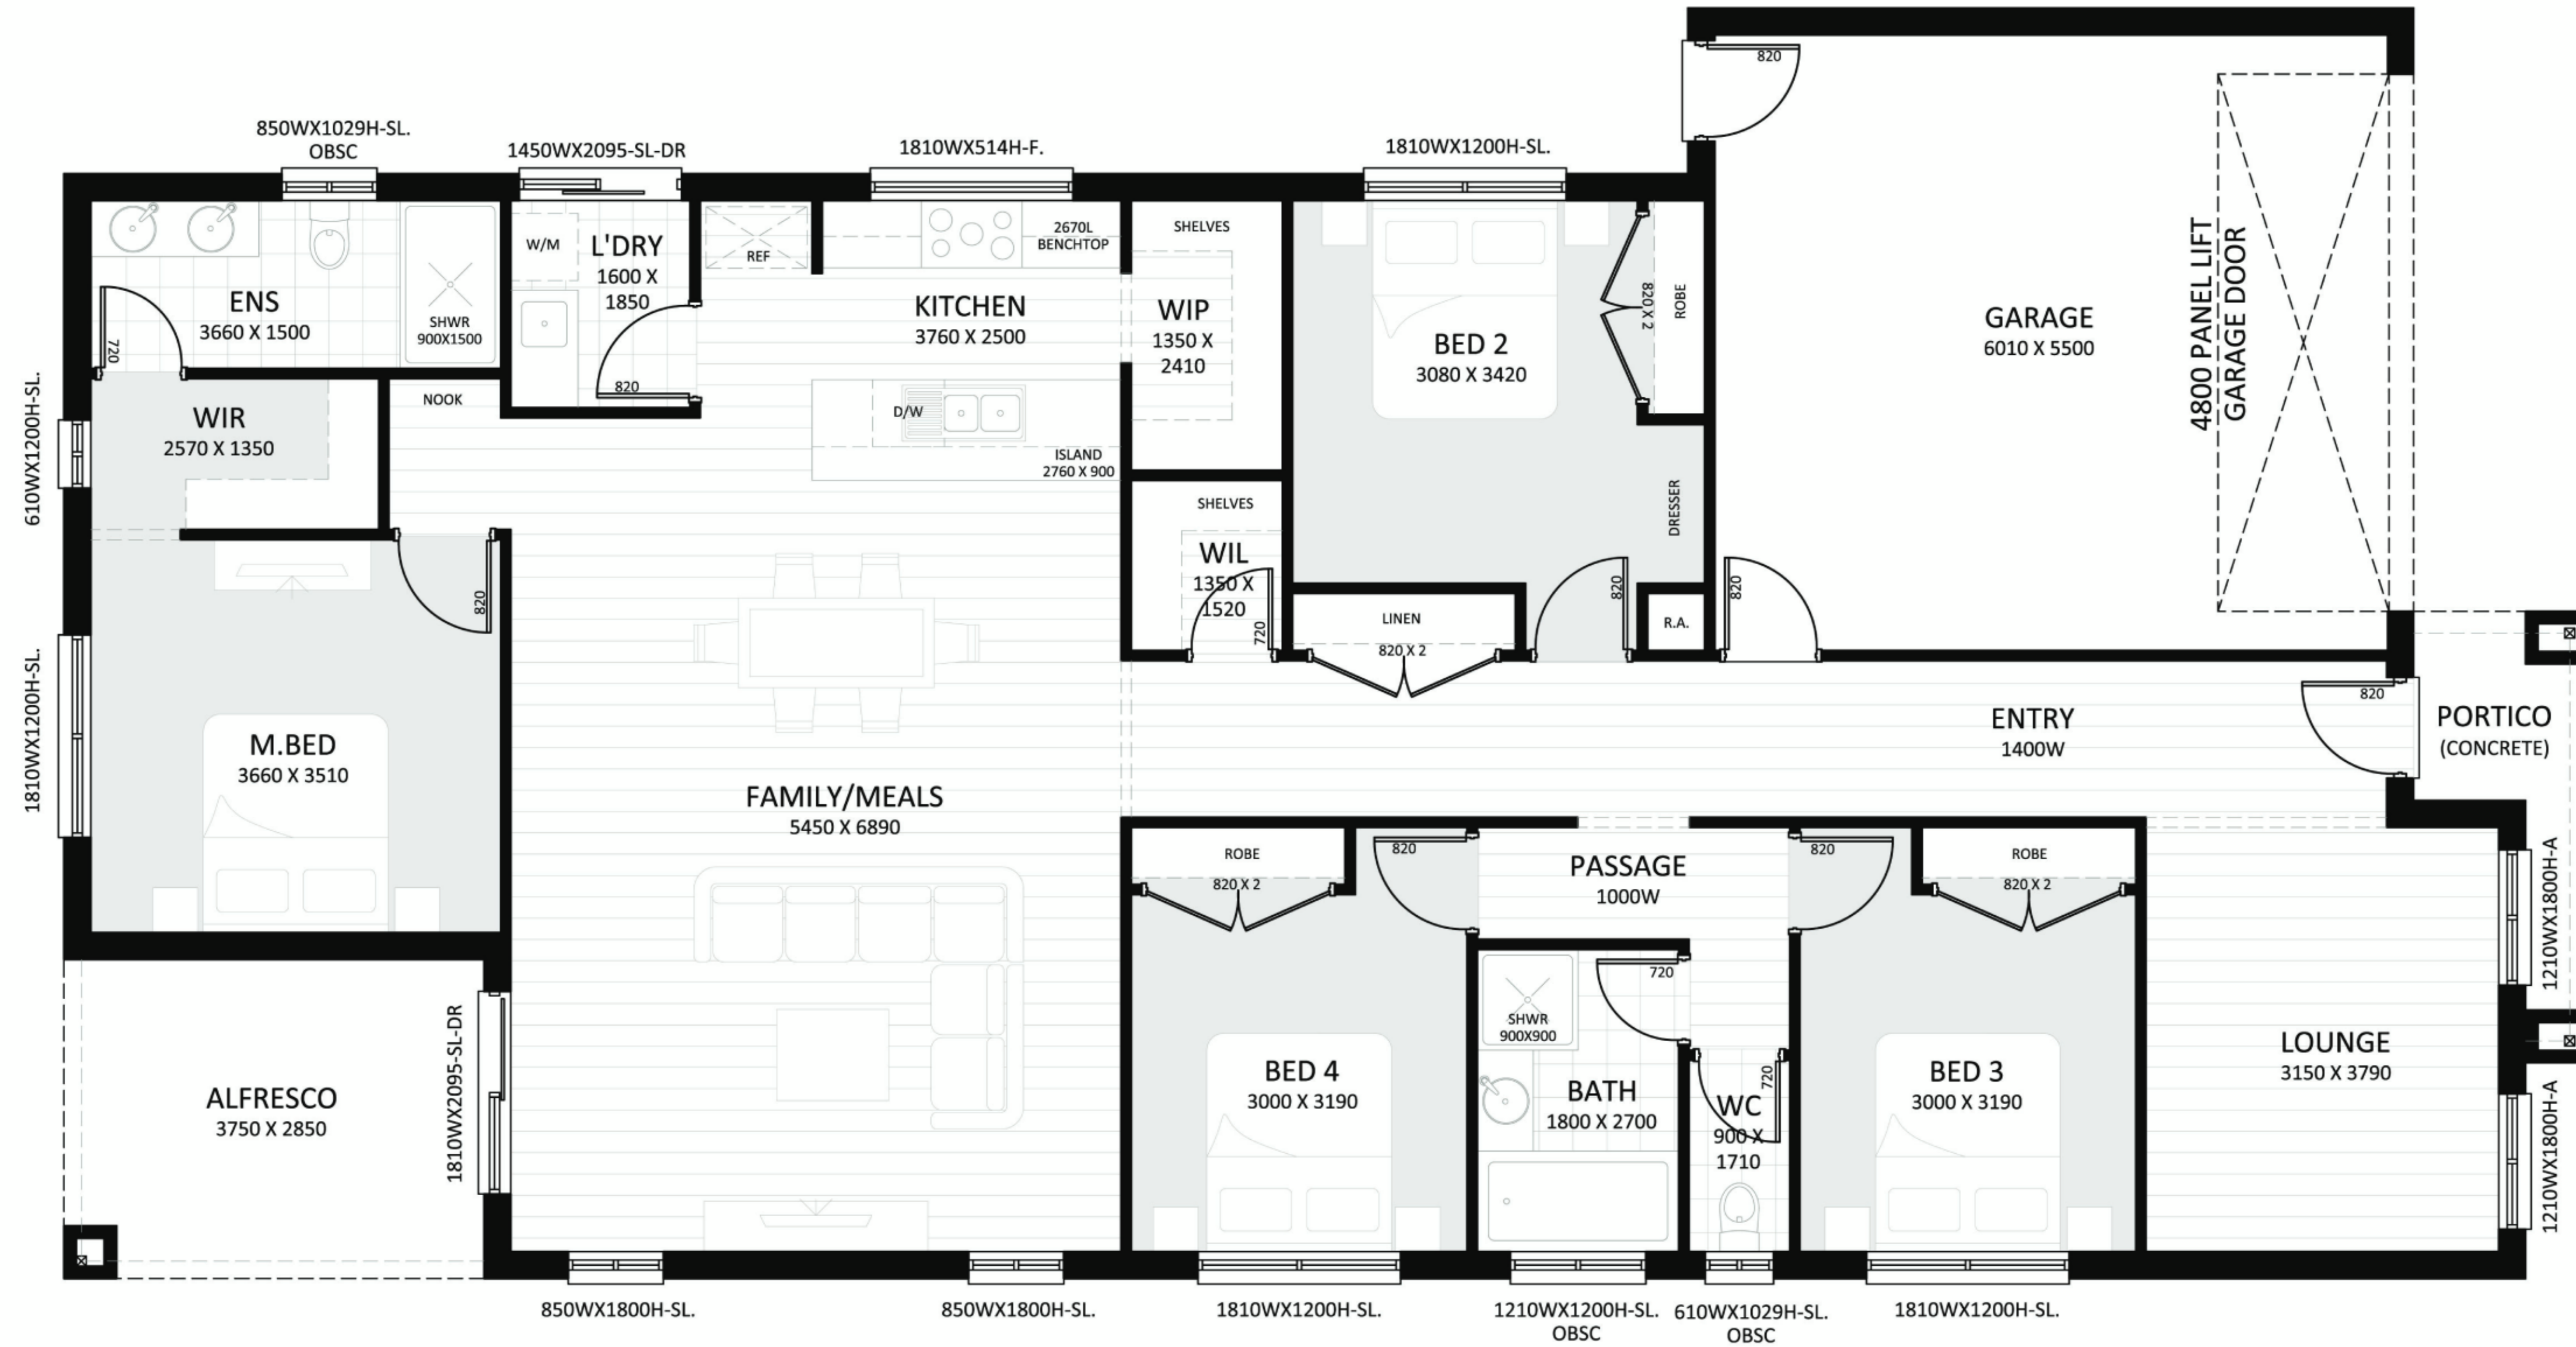 850WX1029H-SL.
OBSC
1450WX2095-SL-DR
1810WX514H-F.
1810WX1200H-SL.
820
W/M
L'DRY
1600 X
1850
820
REF
2670L
BENCHTOP
SHELVES
ENS
3660 X 1500
SHWR
900X1500
720
KITCHEN
3760 X 2500
WIP
1350 X
2410
BED 2
3080 X 3420
820 X 2
ROBE
GARAGE
6010 X 5500
4800 PANEL LIFT
GARAGE DOOR
610WX1200H-SL.
WIR
2570 X 1350
NOOK
D/W
ISLAND
2760 X 900
SHELVES
WIL
1350 X
1520
720
DRESSER
820
LINEN
820 X 2
820
R.A.
820
1810WX1200H-SL.
M.BED
3660 X 3510
FAMILY/MEALS
5450 X 6890
ENTRY
1400W
820
PORTICO
(CONCRETE)
ROBE
820 X 2
820
PASSAGE
1000W
820
ROBE
820 X 2
1210WX1800H-A
720
SHWR
900X900
BED 4
3000 X 3190
BATH
1800 X 2700
720
WC
900 X
1710
BED 3
3000 X 3190
LOUNGE
3150 X 3790
ALFRESCO
3750 X 2850
1810WX2095-SL-DR
1210WX1800H-A
850WX1800H-SL.
850WX1800H-SL.
1810WX1200H-SL.
1210WX1200H-SL.
OBSC
610WX1029H-SL.
OBSC
1810WX1200H-SL.